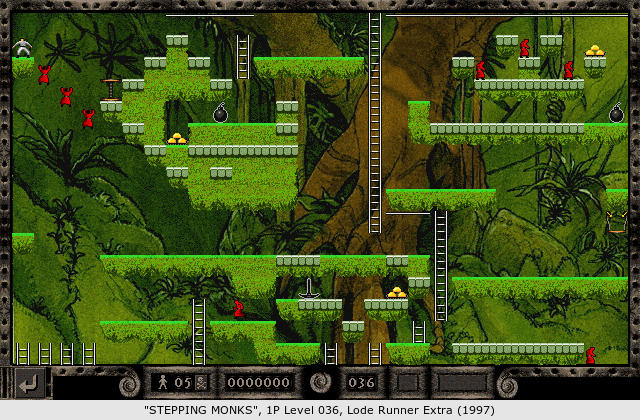 05
0000000
036
"STEPPING MONKS", 1P Level 036, Lode Runner Extra (1997)